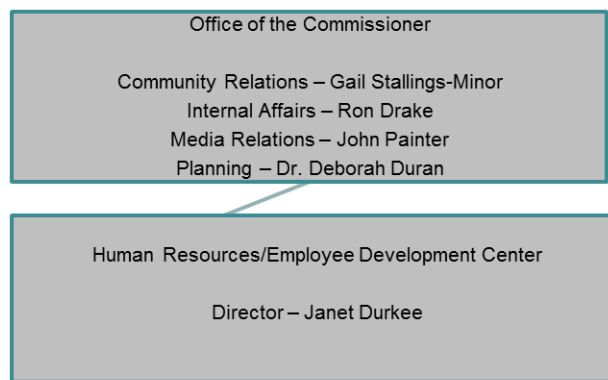 Office of the Commissioner
Community Relations – Gail Stallings-Minor
Internal Affairs – Ron Drake
Media Relations – John Painter
Planning – Dr. Deborah Duran
Human Resources/Employee Development Center
Director – Janet Durkee